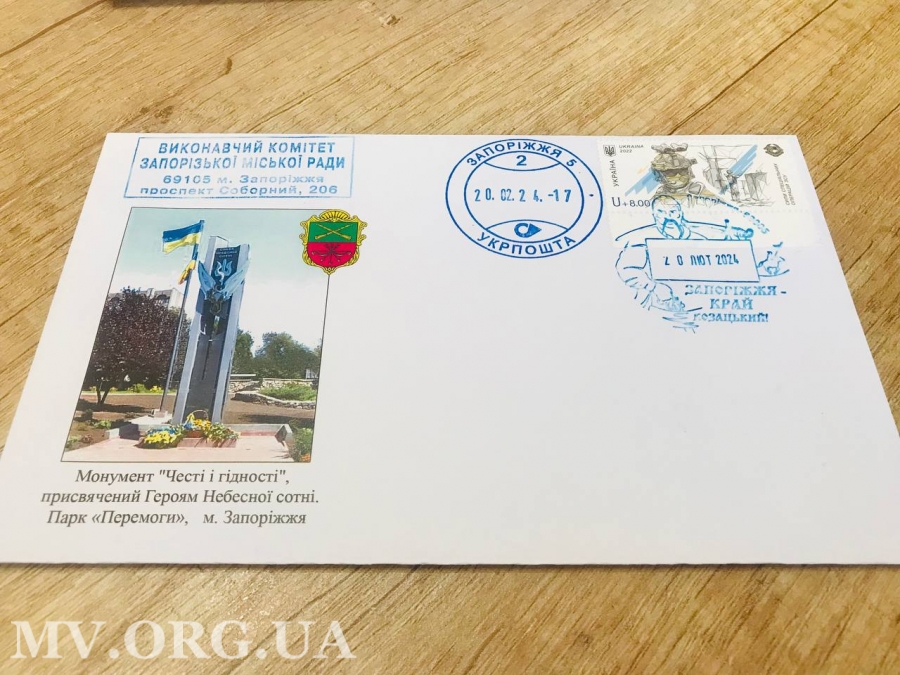 ВИКОНАВЧИЙ КОМІТЕТ
ЗАПОРІЗЬКОЇ МІСЬКОЇ РАДИ
69105 м. Запоріжжя
проспект Соборний, 206
ЗАПОРІЖЖЯ 5
2
20.02.24.-17
УКРПОШТА
УКРАЇНА
UKRAINE
2022
U+8.00
20 ЛЮТ 2024
ЗАПОРІЖЖЯ -
КРАЙ
КОЗАЦЬКИЙ!
Монумент "Честі і гідності",
присвячений Героям Небесної сотні.
Парк «Перемоги», м. Запоріжжя
MV.ORG.UA